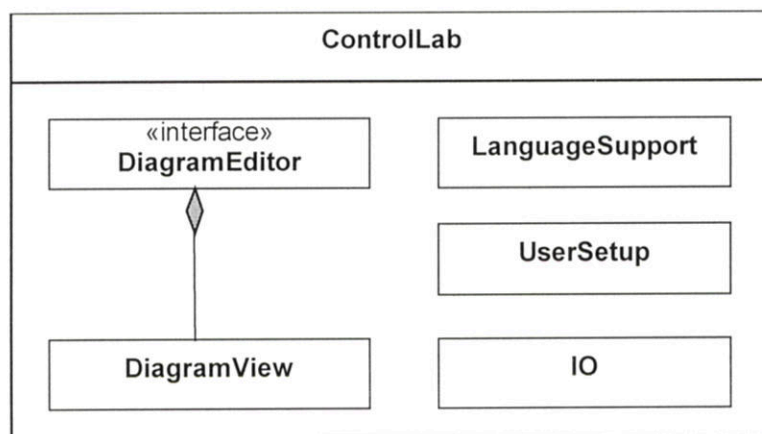 ControlLab
«interface»
DiagramEditor
LanguageSupport
UserSetup
DiagramView
IO